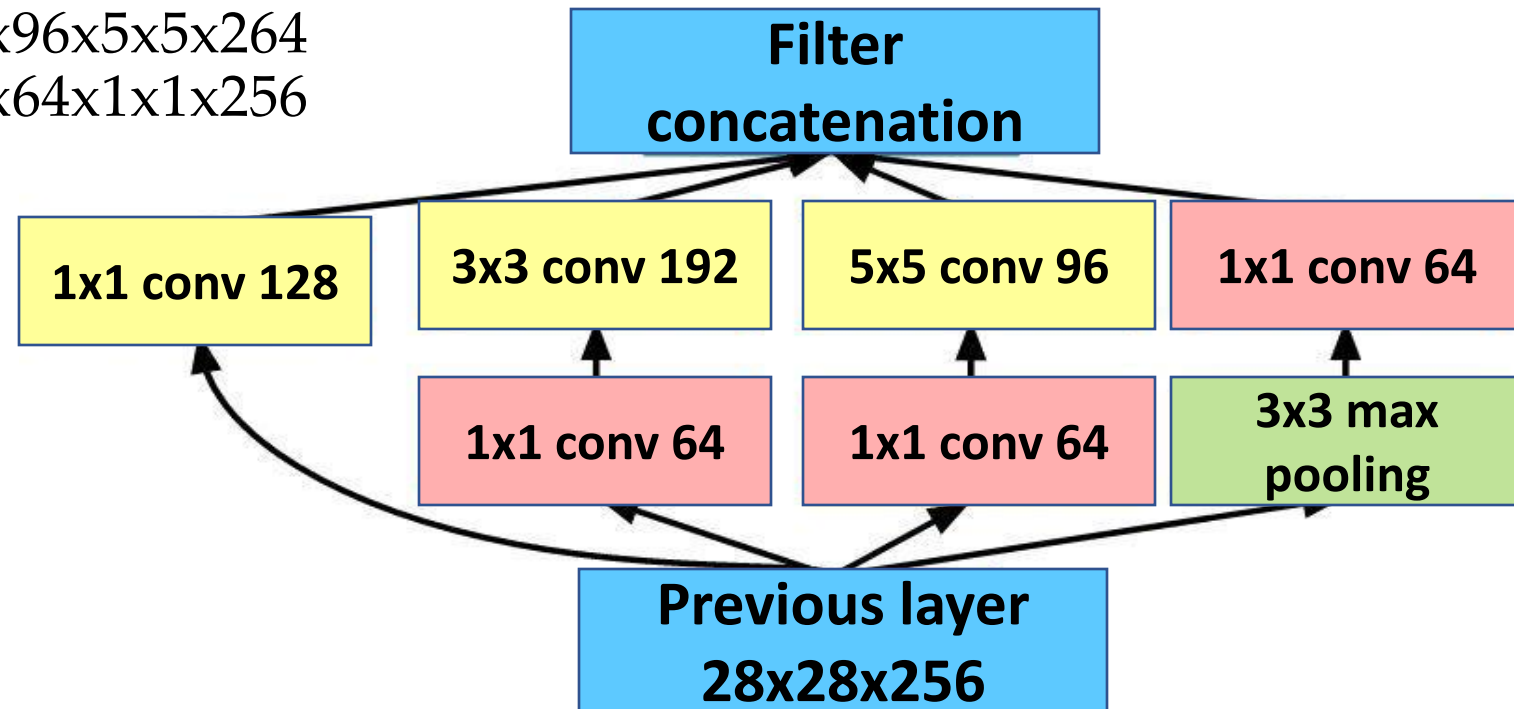 x96x5x5x264
x64x1x1x256
Filter
concatenation
1x1 conv 128
3x3 conv 192
5x5 conv 96
1x1 conv 64
1x1 conv 64
1x1 conv 64
3x3 max
pooling
Previous layer
28x28x256